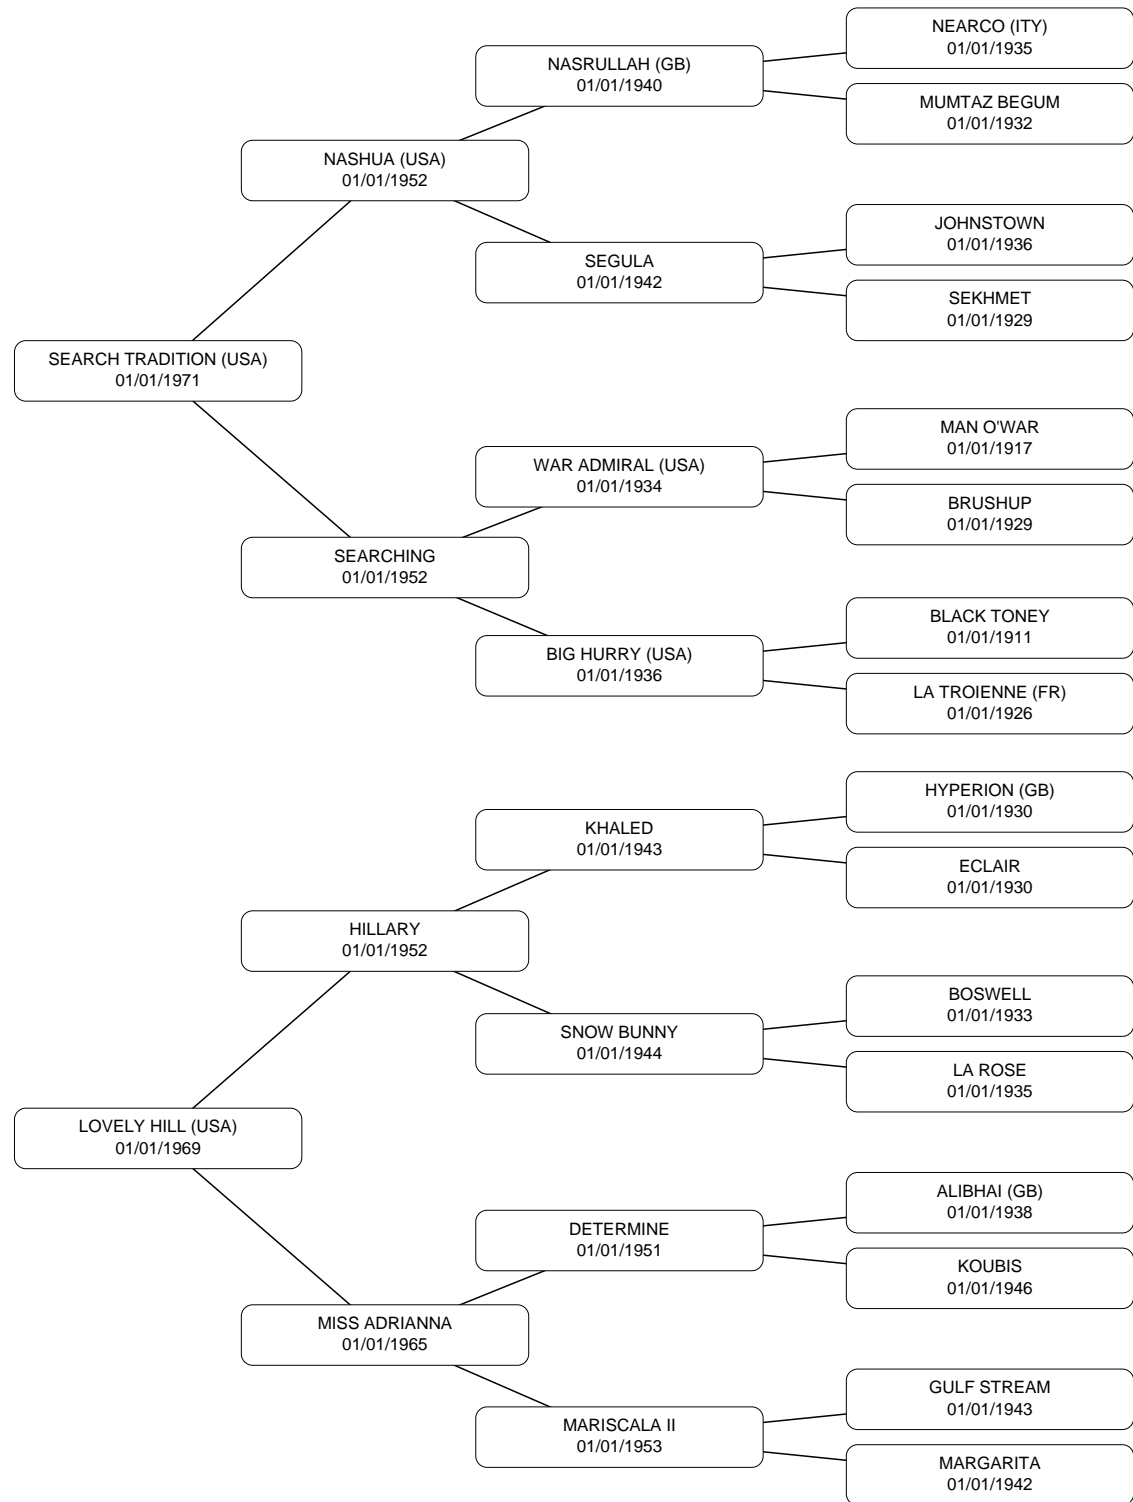 NEARCO (ITY)
01/01/1935
NASRULLAH (GB)
01/01/1940
MUMTAZ BEGUM
01/01/1932
NASHUA (USA)
01/01/1952
JOHNSTOWN
01/01/1936
SEGULA
01/01/1942
SEKHMET
01/01/1929
SEARCH TRADITION (USA)
01/01/1971
MAN O'WAR
01/01/1917
WAR ADMIRAL (USA)
01/01/1934
BRUSHUP
01/01/1929
SEARCHING
01/01/1952
BLACK TONEY
01/01/1911
BIG HURRY (USA)
01/01/1936
LA TROIENNE (FR)
01/01/1926
HYPERION (GB)
01/01/1930
KHALED
01/01/1943
ECLAIR
01/01/1930
HILLARY
01/01/1952
BOSWELL
01/01/1933
SNOW BUNNY
01/01/1944
LA ROSE
01/01/1935
LOVELY HILL (USA)
01/01/1969
ALIBHAI (GB)
01/01/1938
DETERMINE
01/01/1951
KOUBIS
01/01/1946
MISS ADRIANNA
01/01/1965
GULF STREAM
01/01/1943
MARISCALA II
01/01/1953
MARGARITA
01/01/1942